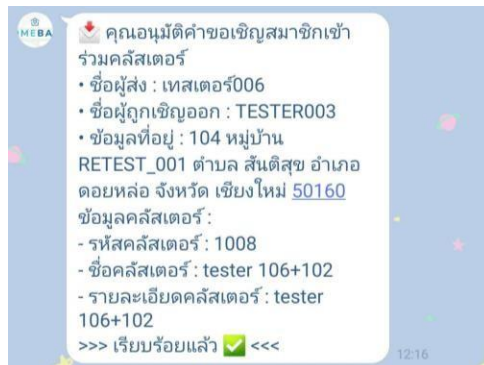 MEBA
📩 คุณอนุมัติคำขอเชิญสมาชิกเข้า
ร่วมคลัสเตอร์
• ชื่อผู้ส่ง : เทสเตอร์006
• ชื่อผู้ถูกเชิญออก : TESTER003
• ข้อมูลที่อยู่ : 104 หมู่บ้าน
RETEST_001 ตำบล สันติสุข อำเภอ
ดอยหล่อ จังหวัด เชียงใหม่ 50160
ข้อมูลคลัสเตอร์ :
- รหัสคลัสเตอร์ : 1008
- ชื่อคลัสเตอร์ : tester 106+102
- รายละเอียดคลัสเตอร์ : tester
106+102
>>> เรียบร้อยแล้ว ✅ <<<
12:16